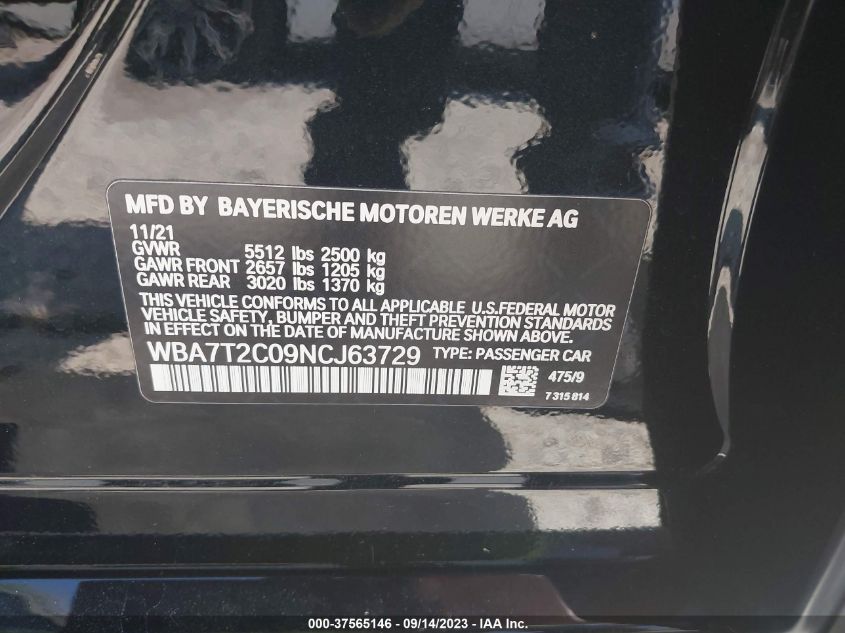 MFD BY BAYERISCHE MOTOREN WERKE AG
11/21
GVWR 5512 lbs 2500 kg
GAWR FRONT 2657 lbs 1205 kg
GAWR REAR 3020 lbs 1370 kg
THIS VEHICLE CONFORMS TO ALL APPLICABLE U.S.FEDERAL MOTOR
VEHICLE SAFETY, BUMPER AND THEFT PREVENTION STANDARDS
IN EFFECT ON THE DATE OF MANUFACTURE SHOWN ABOVE.
WBA7T2C09NCJ63729 TYPE: PASSENGER CAR
475/9
7 315 814
000-37565146 - 09/14/2023 - IAA Inc.